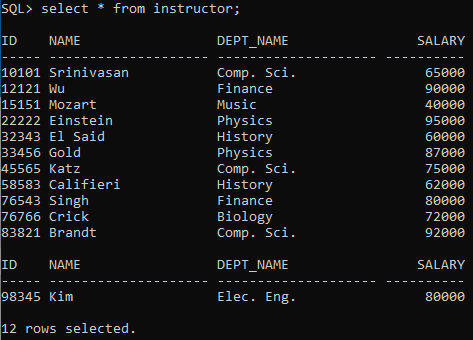 SQL> select * from instructor;
ID    NAME                 DEPT_NAME                SALARY
----- -------------------- -------------------- ----------
10101 Srinivasan           Comp. Sci.                65000
12121 Wu                   Finance                   90000
15151 Mozart               Music                     40000
22222 Einstein             Physics                   95000
32343 El Said              History                   60000
33456 Gold                 Physics                   87000
45565 Katz                 Comp. Sci.                75000
58583 Califieri            History                   62000
76543 Singh                Finance                   80000
76766 Crick                Biology                   72000
83821 Brandt               Comp. Sci.                92000
ID    NAME                 DEPT_NAME                SALARY
----- -------------------- -------------------- ----------
98345 Kim                  Elec. Eng.                80000
12 rows selected.